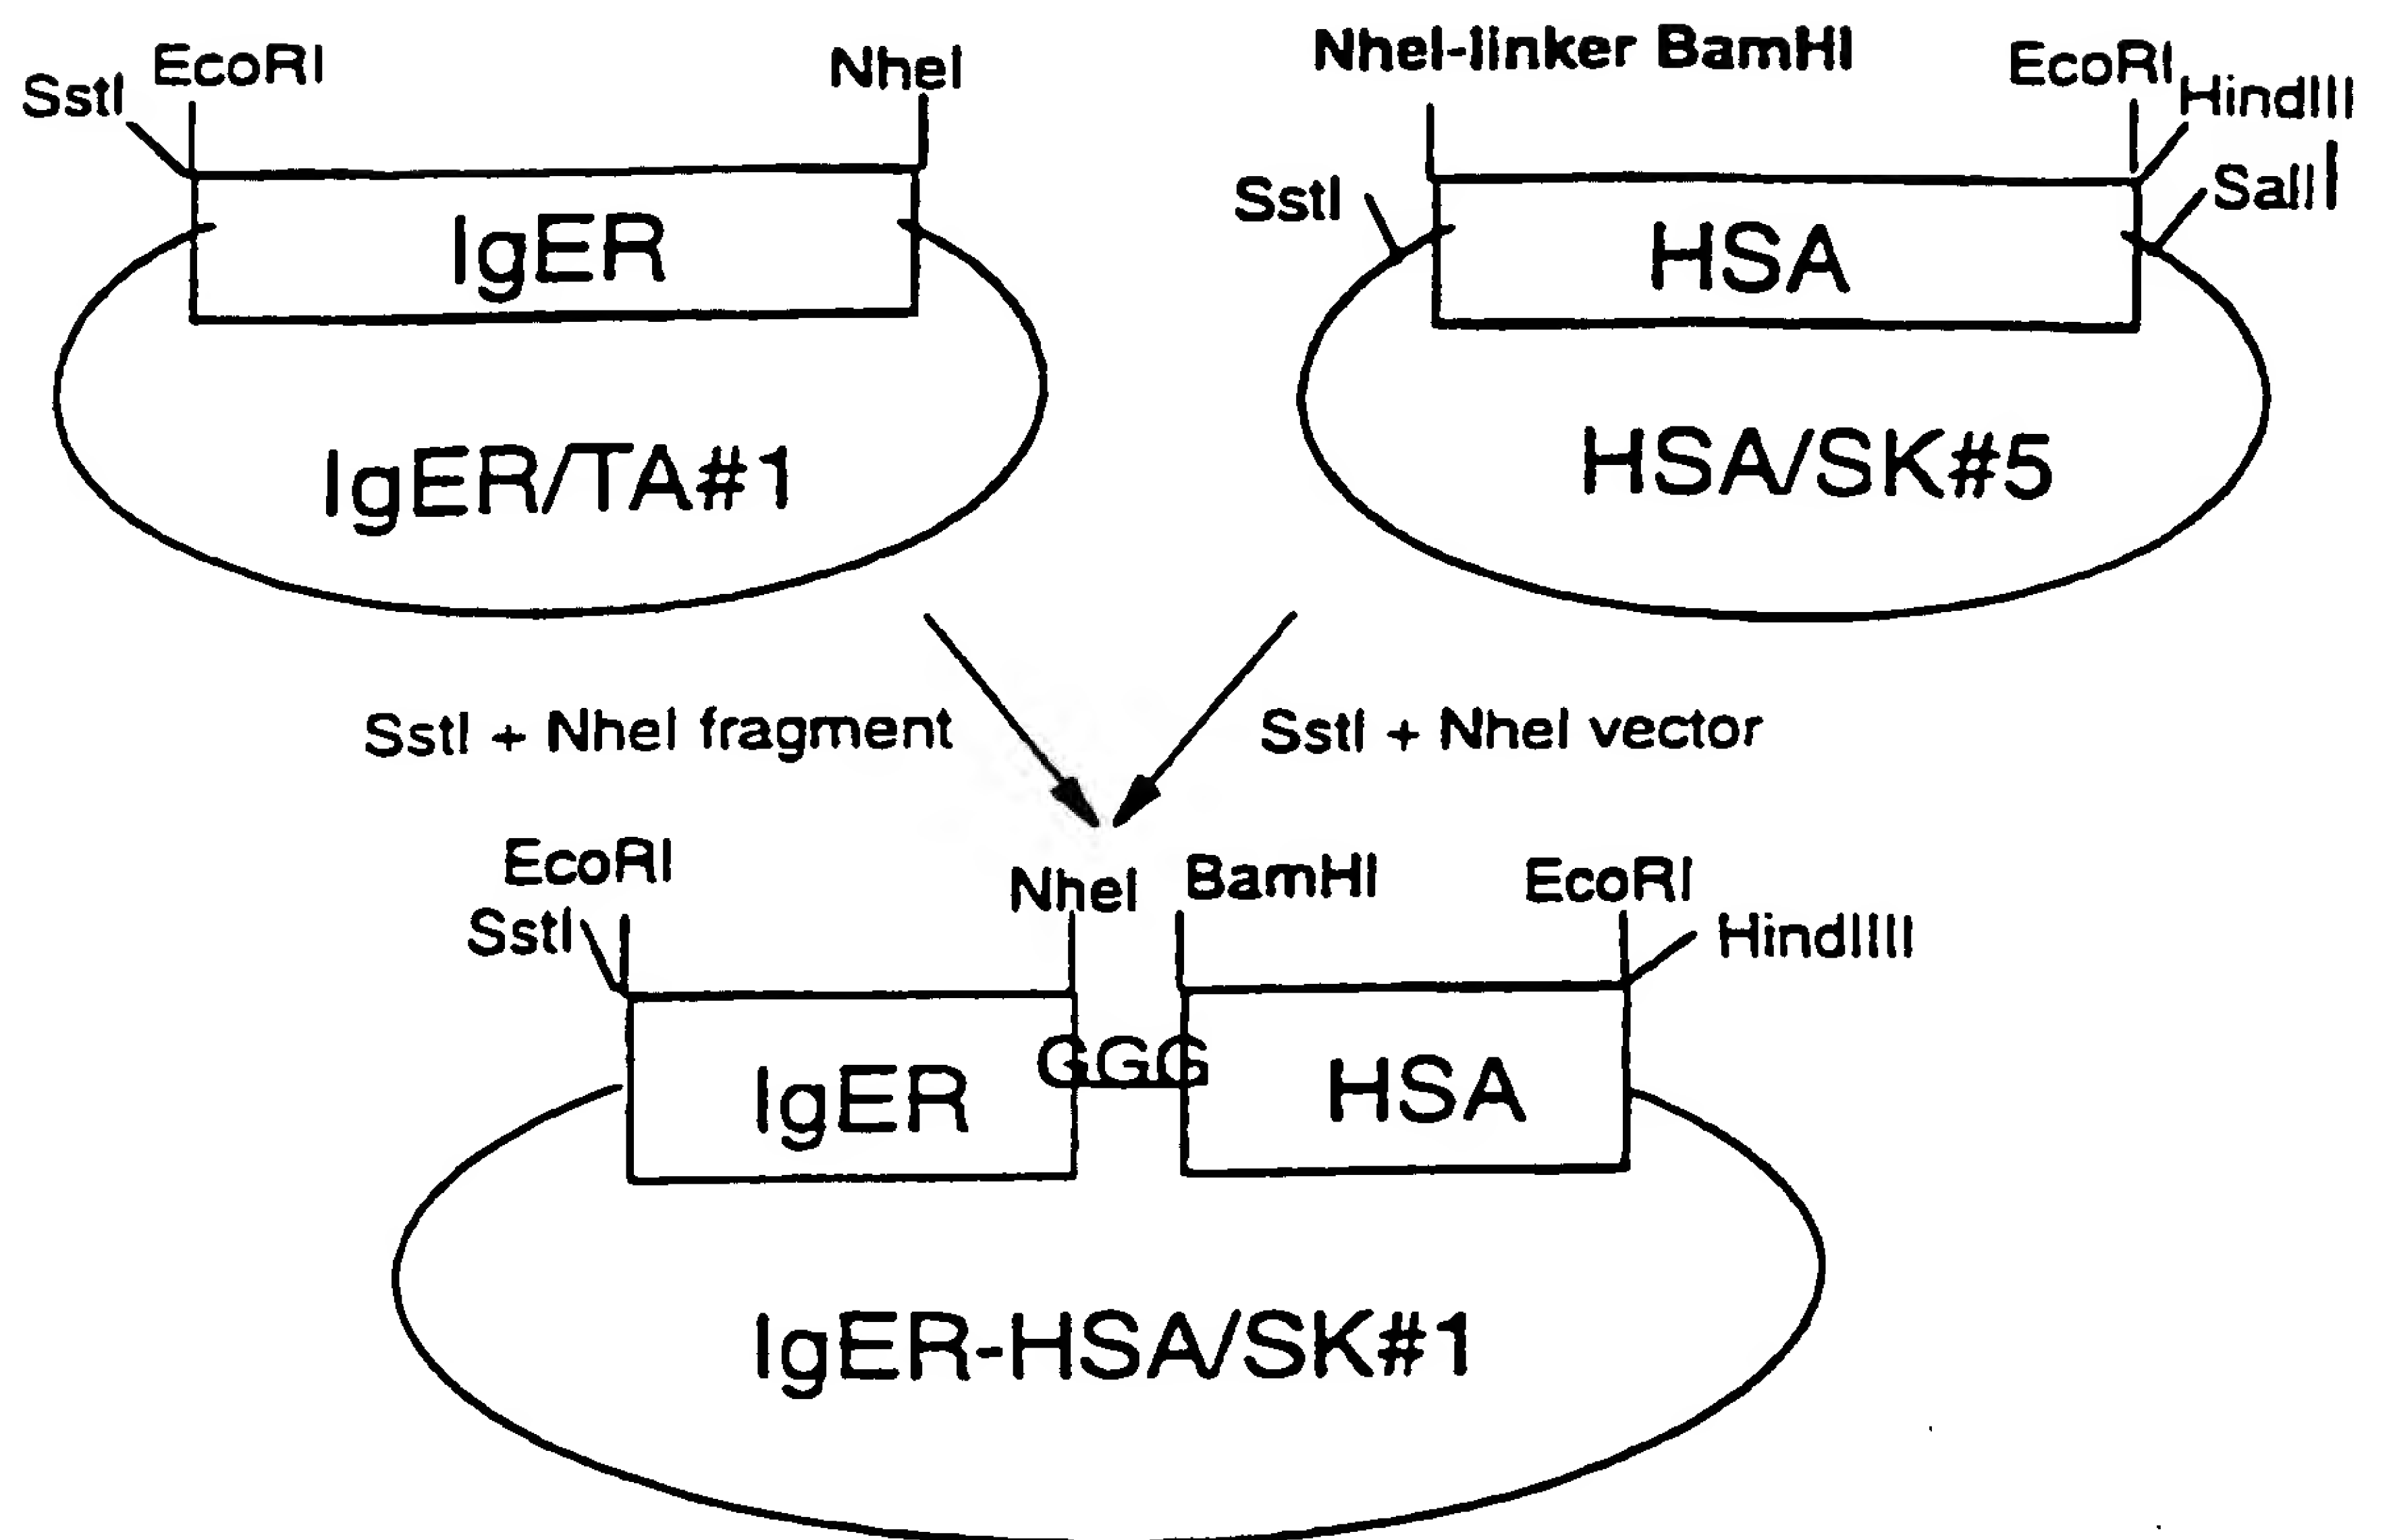 SstI EcoRI NheI
IgER
IgER/TA#1
NheI-linker BamHI EcoRI HindIII
SstI SalI
HSA
HSA/SK#5
SstI + NheI fragment
SstI + NheI vector
EcoRI NheI BamHI EcoRI
SstI HindIIII
IgER GGG HSA
IgER-HSA/SK#1